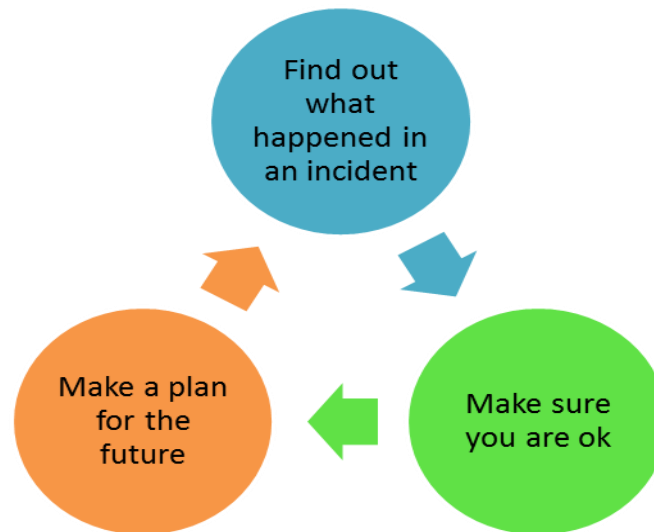 Find out
what
happened in
an incident
Make sure
you are ok
Make a plan
for the
future